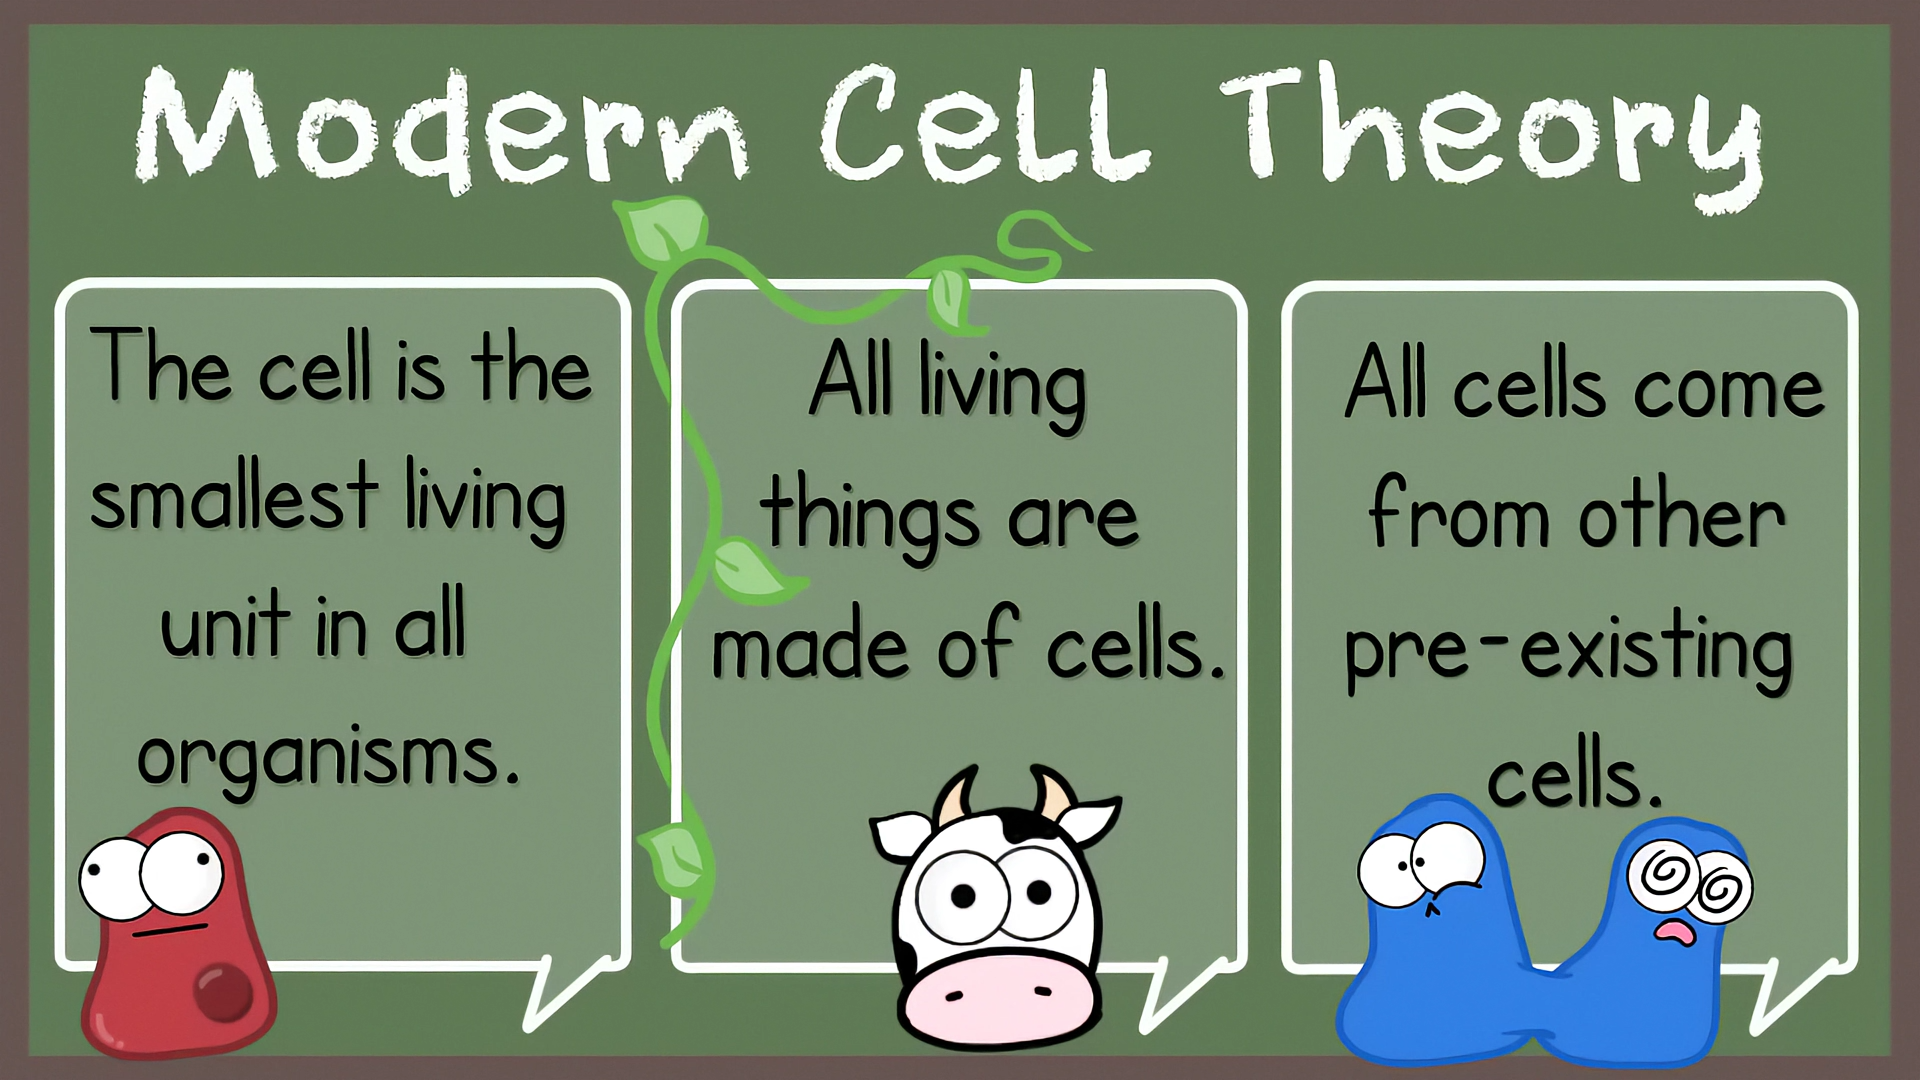 Modern Cell Theory
The cell is the
smallest living
unit in all
organisms.
All living
things are
made of cells.
All cells come
from other
pre-existing
cells.